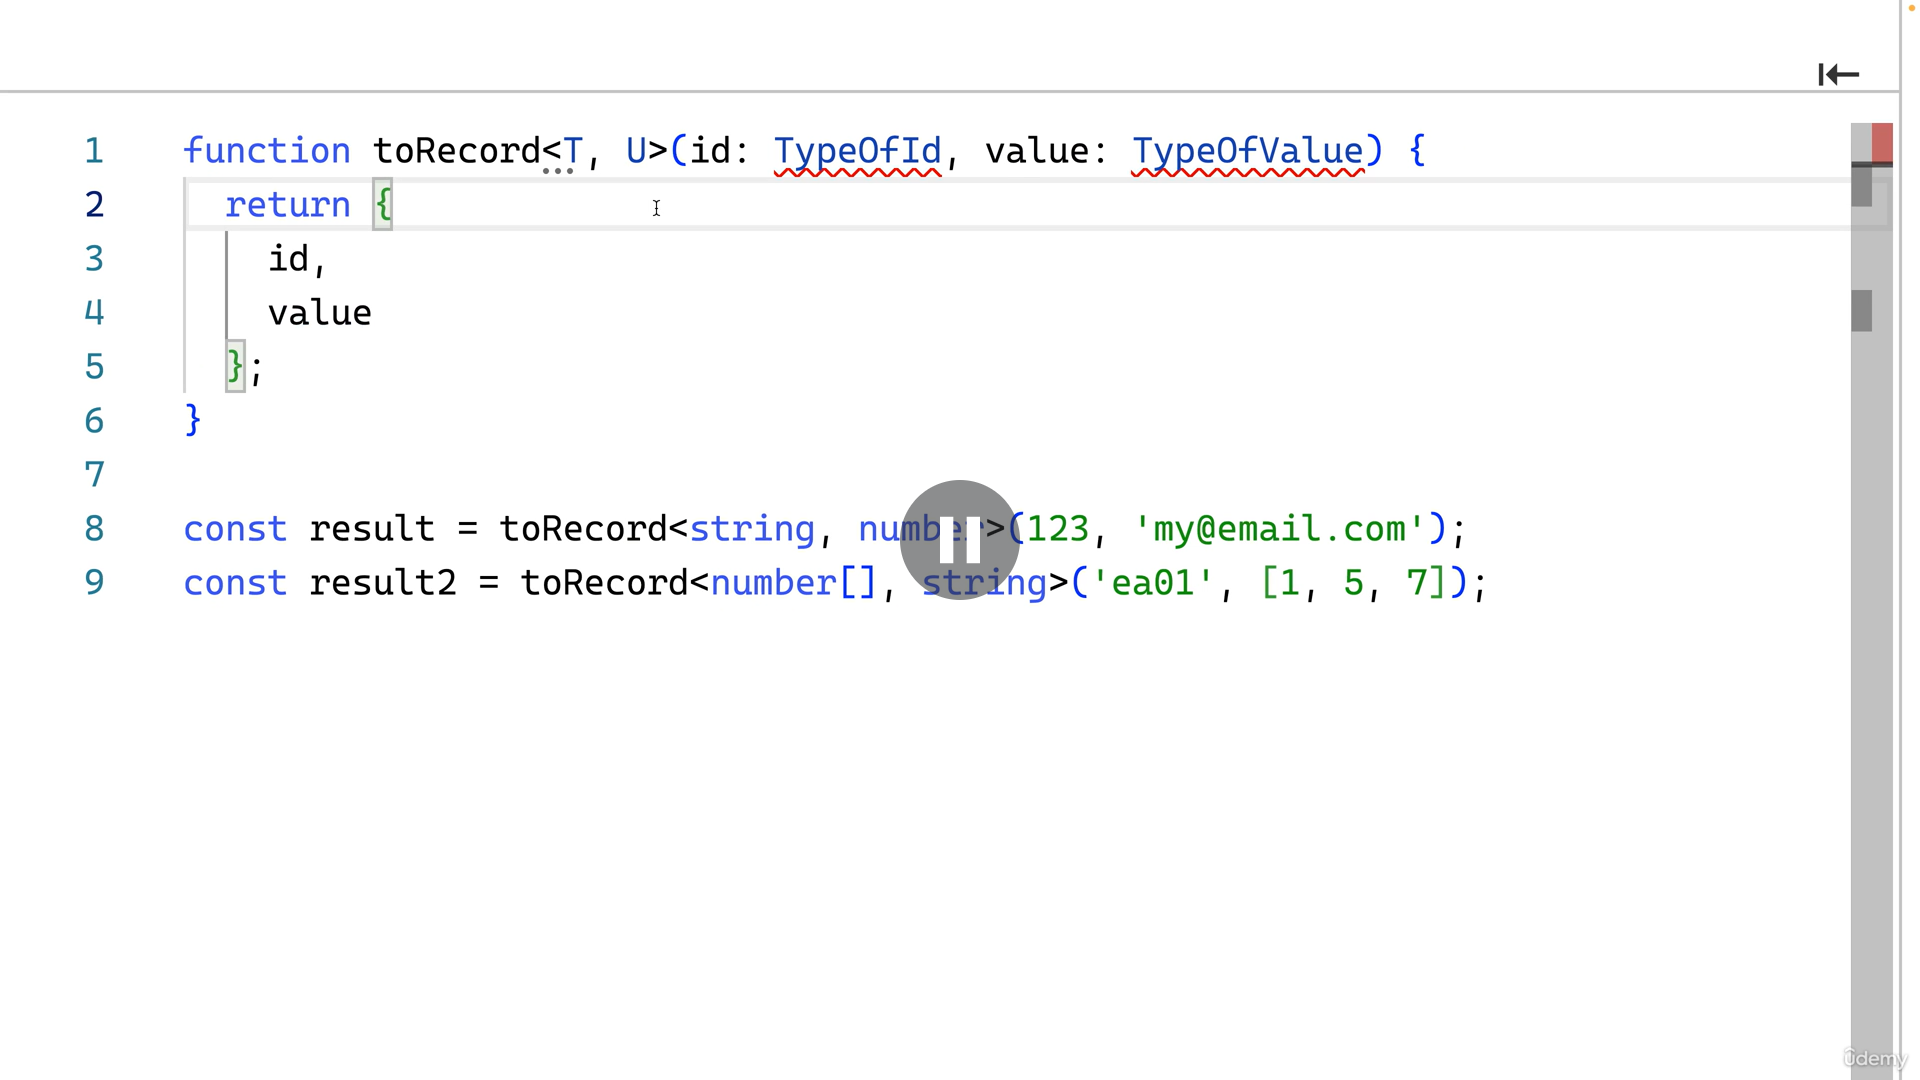 1 function toRecord<T, U>(id: TypeOfId, value: TypeOfValue) {
2 return {
3 id,
4 value
5 };
6 }
7
8 const result = toRecord<string, number>(123, 'my@email.com');
9 const result2 = toRecord<number[], string>('ea01', [1, 5, 7]);
ûdemy